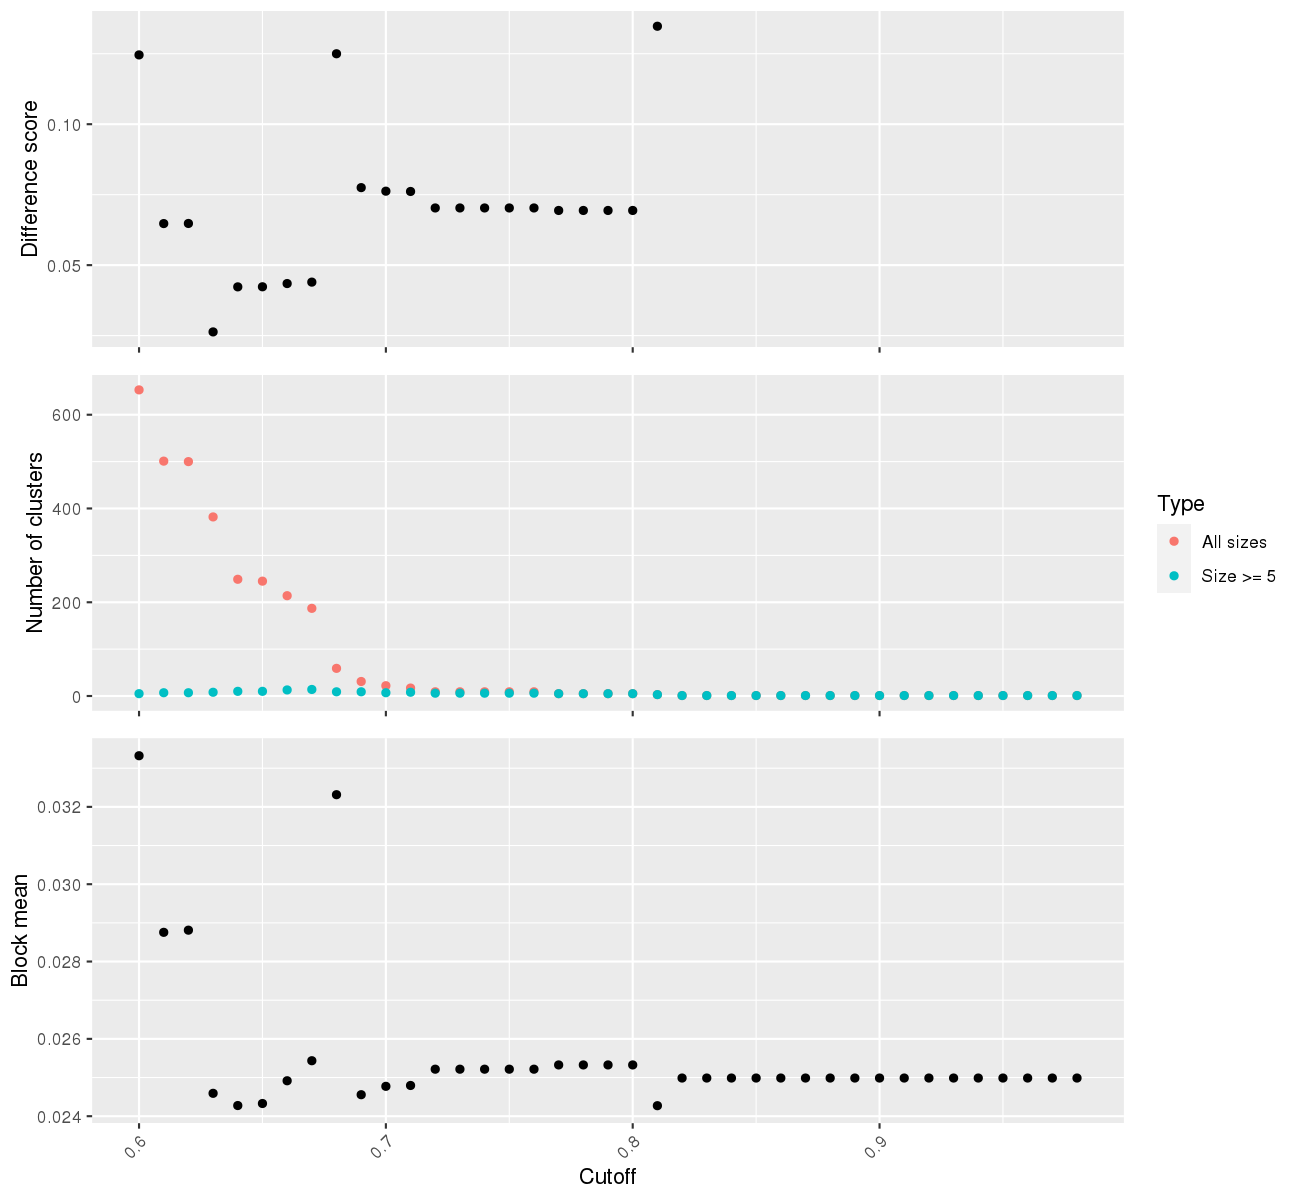 Difference score
0.10
0.05
Number of clusters
600
400
200
0
Type
All sizes
Size >= 5
Block mean
0.032
0.030
0.028
0.026
0.024
0.6
0.7
0.8
0.9
Cutoff